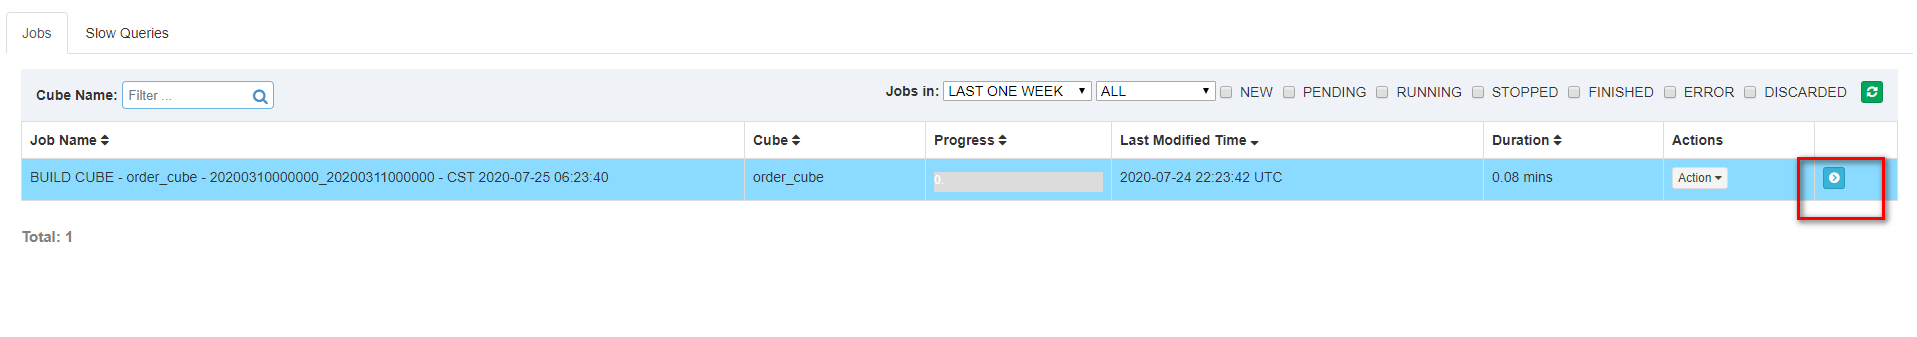 Jobs Slow Queries
Cube Name: Filter ... Jobs in: LAST ONE WEEK ALL NEW PENDING RUNNING STOPPED FINISHED ERROR DISCARDED
Job Name Cube Progress Last Modified Time Duration Actions
BUILD CUBE - order_cube - 20200310000000_20200311000000 - CST 2020-07-25 06:23:40 order_cube 0. 2020-07-24 22:23:42 UTC 0.08 mins Action
Total: 1